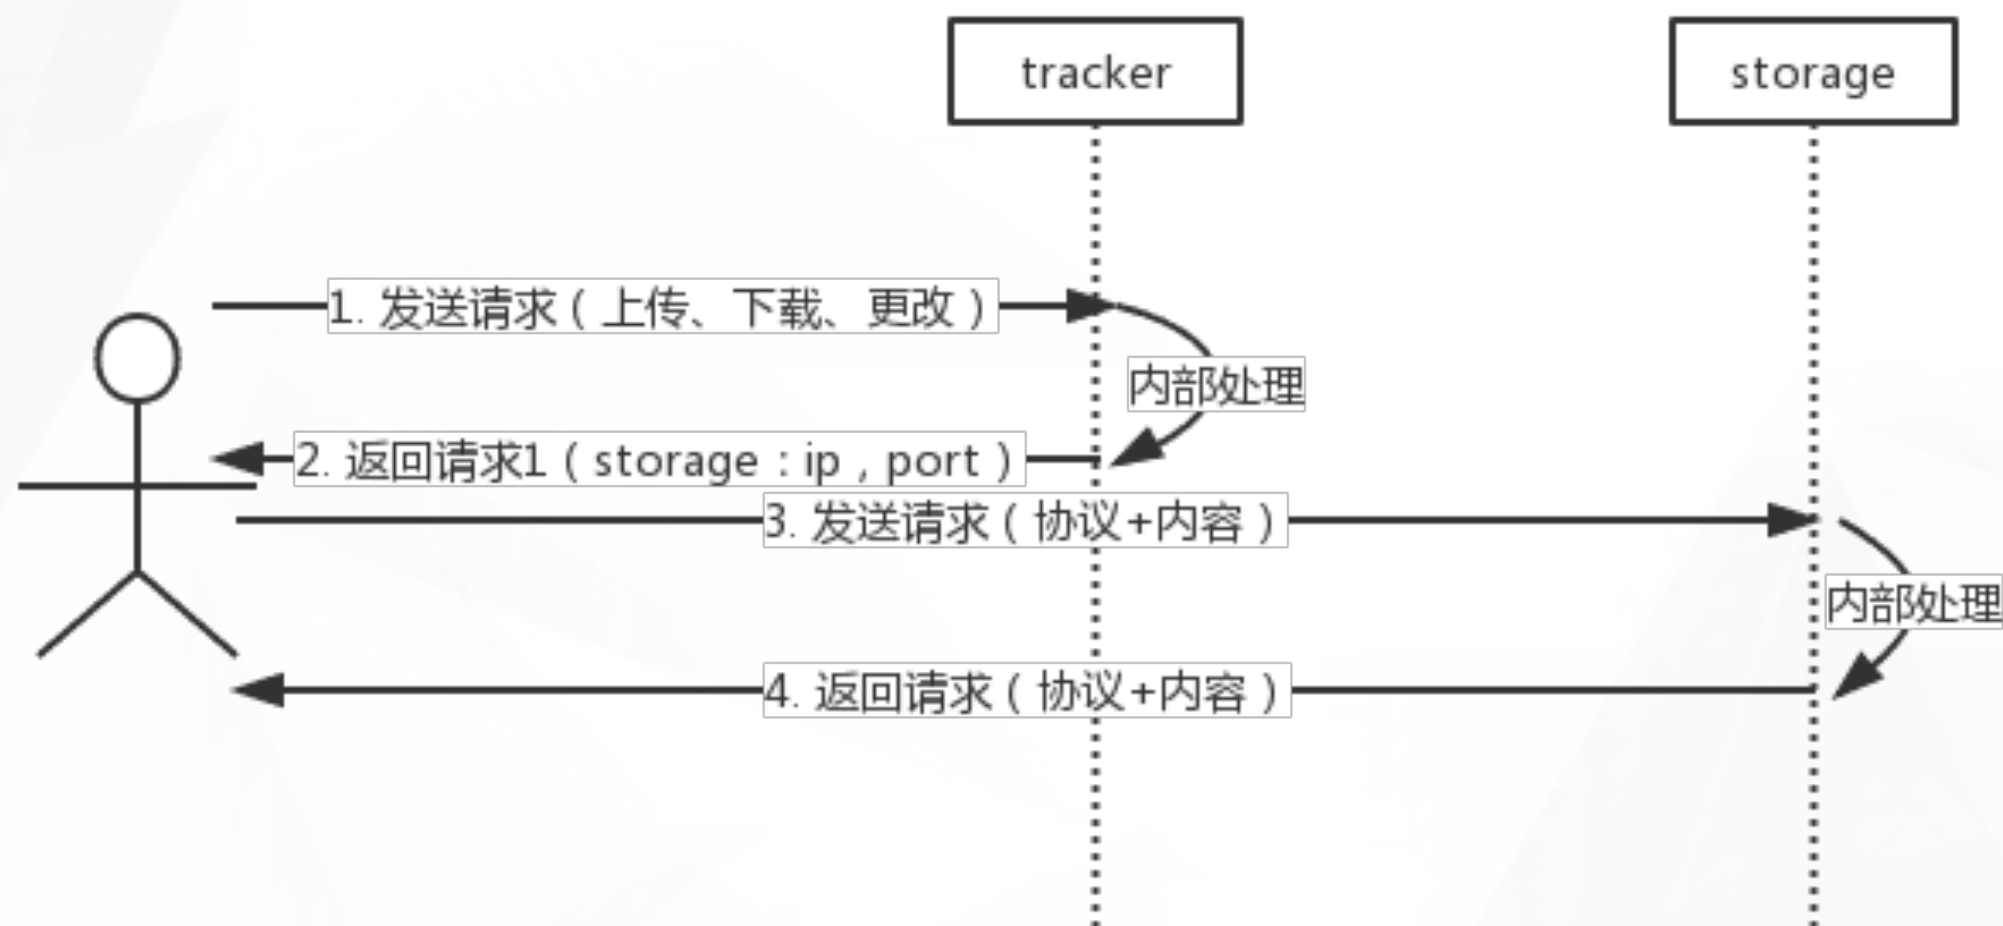 tracker
storage
1. 发送请求（上传、下载、更改）
内部处理
2. 返回请求1（storage：ip，port）
3. 发送请求（协议+内容）
内部处理
4. 返回请求（协议+内容）